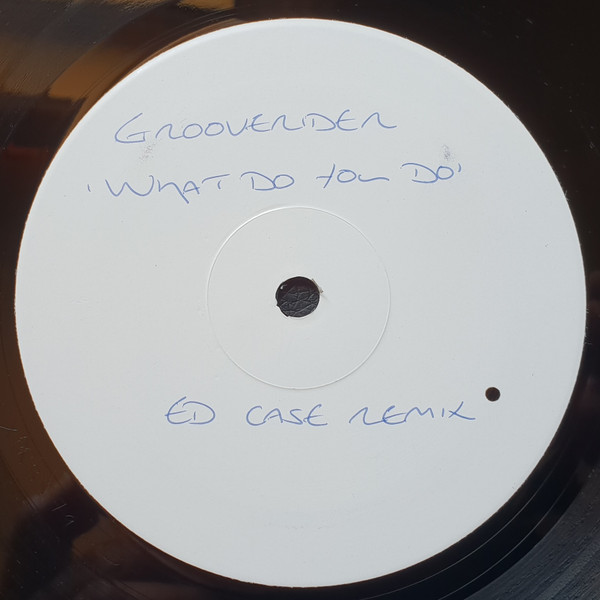 GROOVERIDER
'WHAT DO YOU DO'
ED CASE REMIX